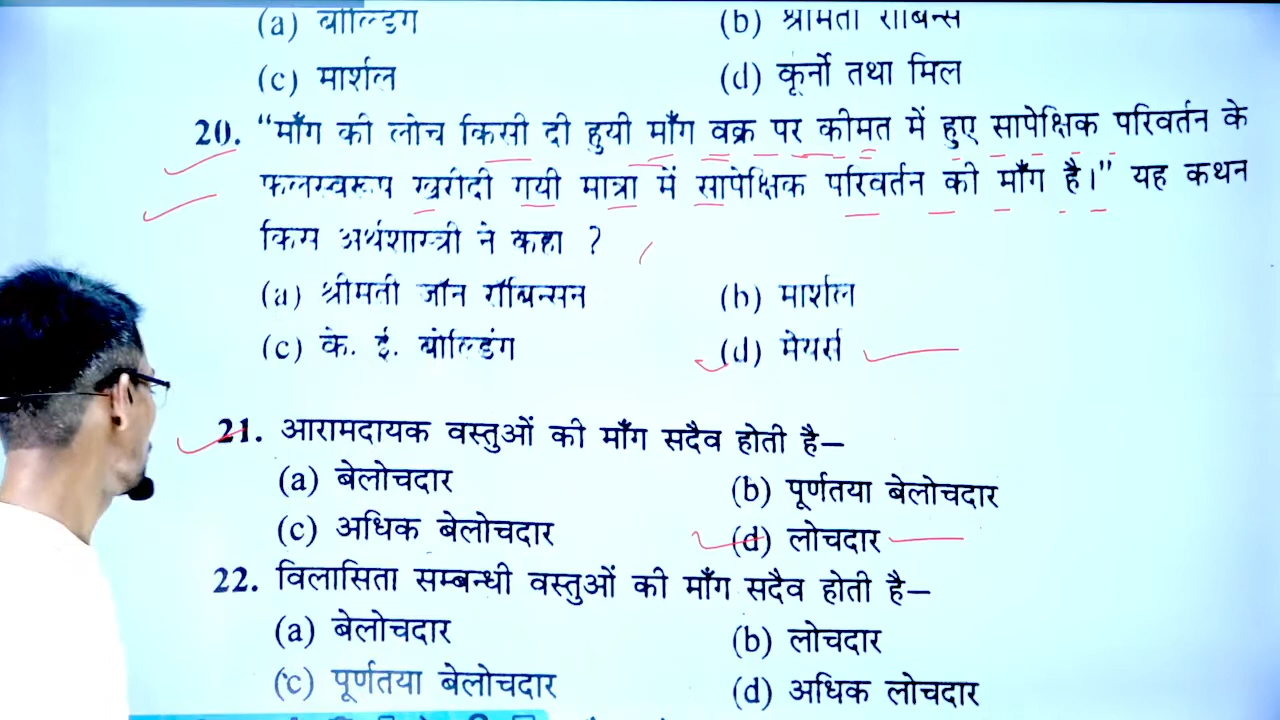 (a) बोल्डिंग (b) श्रीमती रॉबिन्स
(c) मार्शल (d) कूर्नो तथा मिल
20. “माँग की लोच किसी दी हुयी माँग वक्र पर कीमत में हुए सापेक्षिक परिवर्तन के
फलस्वरूप खरीदी गयी मात्रा में सापेक्षिक परिवर्तन की माँग है।” यह कथन
किस अर्थशास्त्री ने कहा ?
(a) श्रीमती जॉन रॉबिन्सन (b) मार्शल
(c) के. ई. बोल्डिंग (d) मेयर्स
21. आरामदायक वस्तुओं की माँग सदैव होती है–
(a) बेलोचदार (b) पूर्णतया बेलोचदार
(c) अधिक बेलोचदार (d) लोचदार
22. विलासिता सम्बन्धी वस्तुओं की माँग सदैव होती है–
(a) बेलोचदार (b) लोचदार
(c) पूर्णतया बेलोचदार (d) अधिक लोचदार